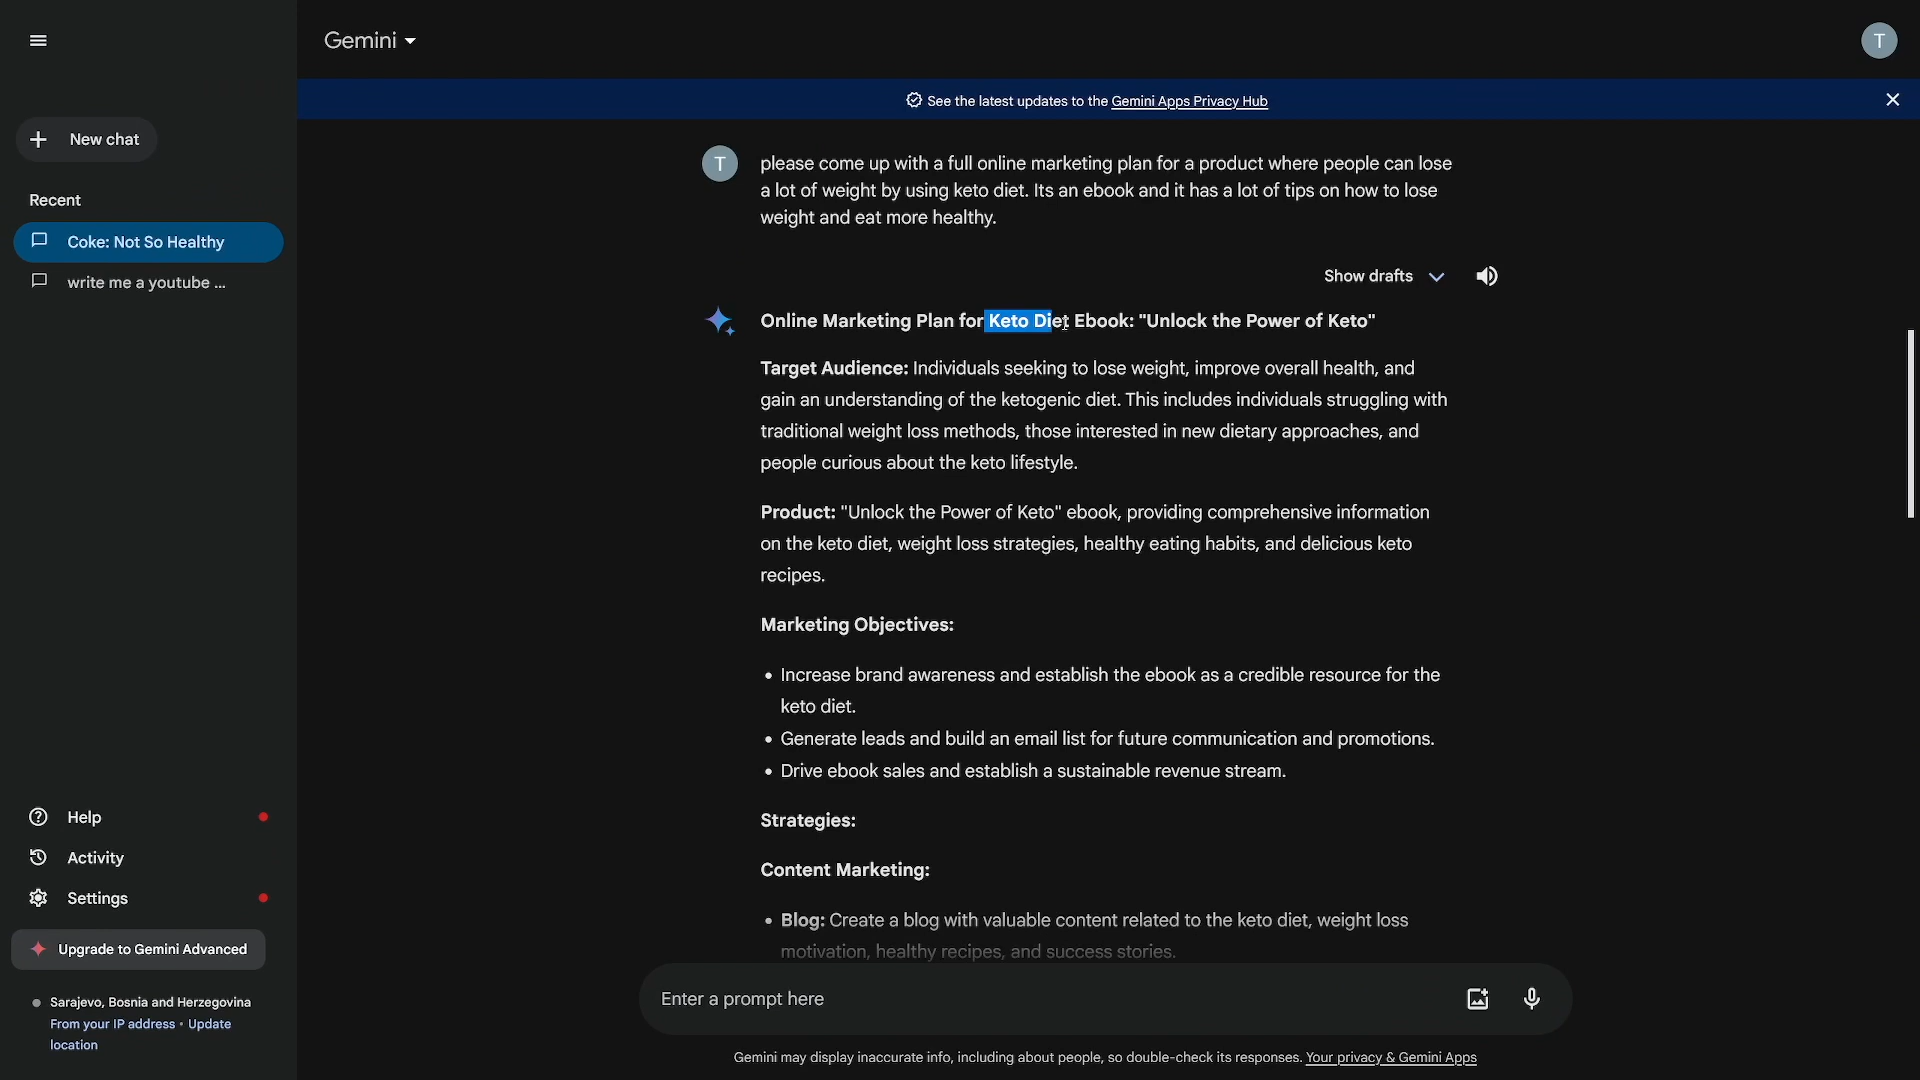 Gemini
T
See the latest updates to the Gemini Apps Privacy Hub
New chat
Recent
Coke: Not So Healthy
write me a youtube ...
Help
Activity
Settings
Upgrade to Gemini Advanced
Sarajevo, Bosnia and Herzegovina
From your IP address • Update
location
T
please come up with a full online marketing plan for a product where people can lose
a lot of weight by using keto diet. Its an ebook and it has a lot of tips on how to lose
weight and eat more healthy.
Show drafts
Online Marketing Plan for Keto Diet Ebook: "Unlock the Power of Keto"
Target Audience: Individuals seeking to lose weight, improve overall health, and
gain an understanding of the ketogenic diet. This includes individuals struggling with
traditional weight loss methods, those interested in new dietary approaches, and
people curious about the keto lifestyle.
Product: "Unlock the Power of Keto" ebook, providing comprehensive information
on the keto diet, weight loss strategies, healthy eating habits, and delicious keto
recipes.
Marketing Objectives:
• Increase brand awareness and establish the ebook as a credible resource for the
keto diet.
• Generate leads and build an email list for future communication and promotions.
• Drive ebook sales and establish a sustainable revenue stream.
Strategies:
Content Marketing:
• Blog: Create a blog with valuable content related to the keto diet, weight loss
motivation, healthy recipes, and success stories.
Enter a prompt here
Gemini may display inaccurate info, including about people, so double-check its responses. Your privacy & Gemini Apps